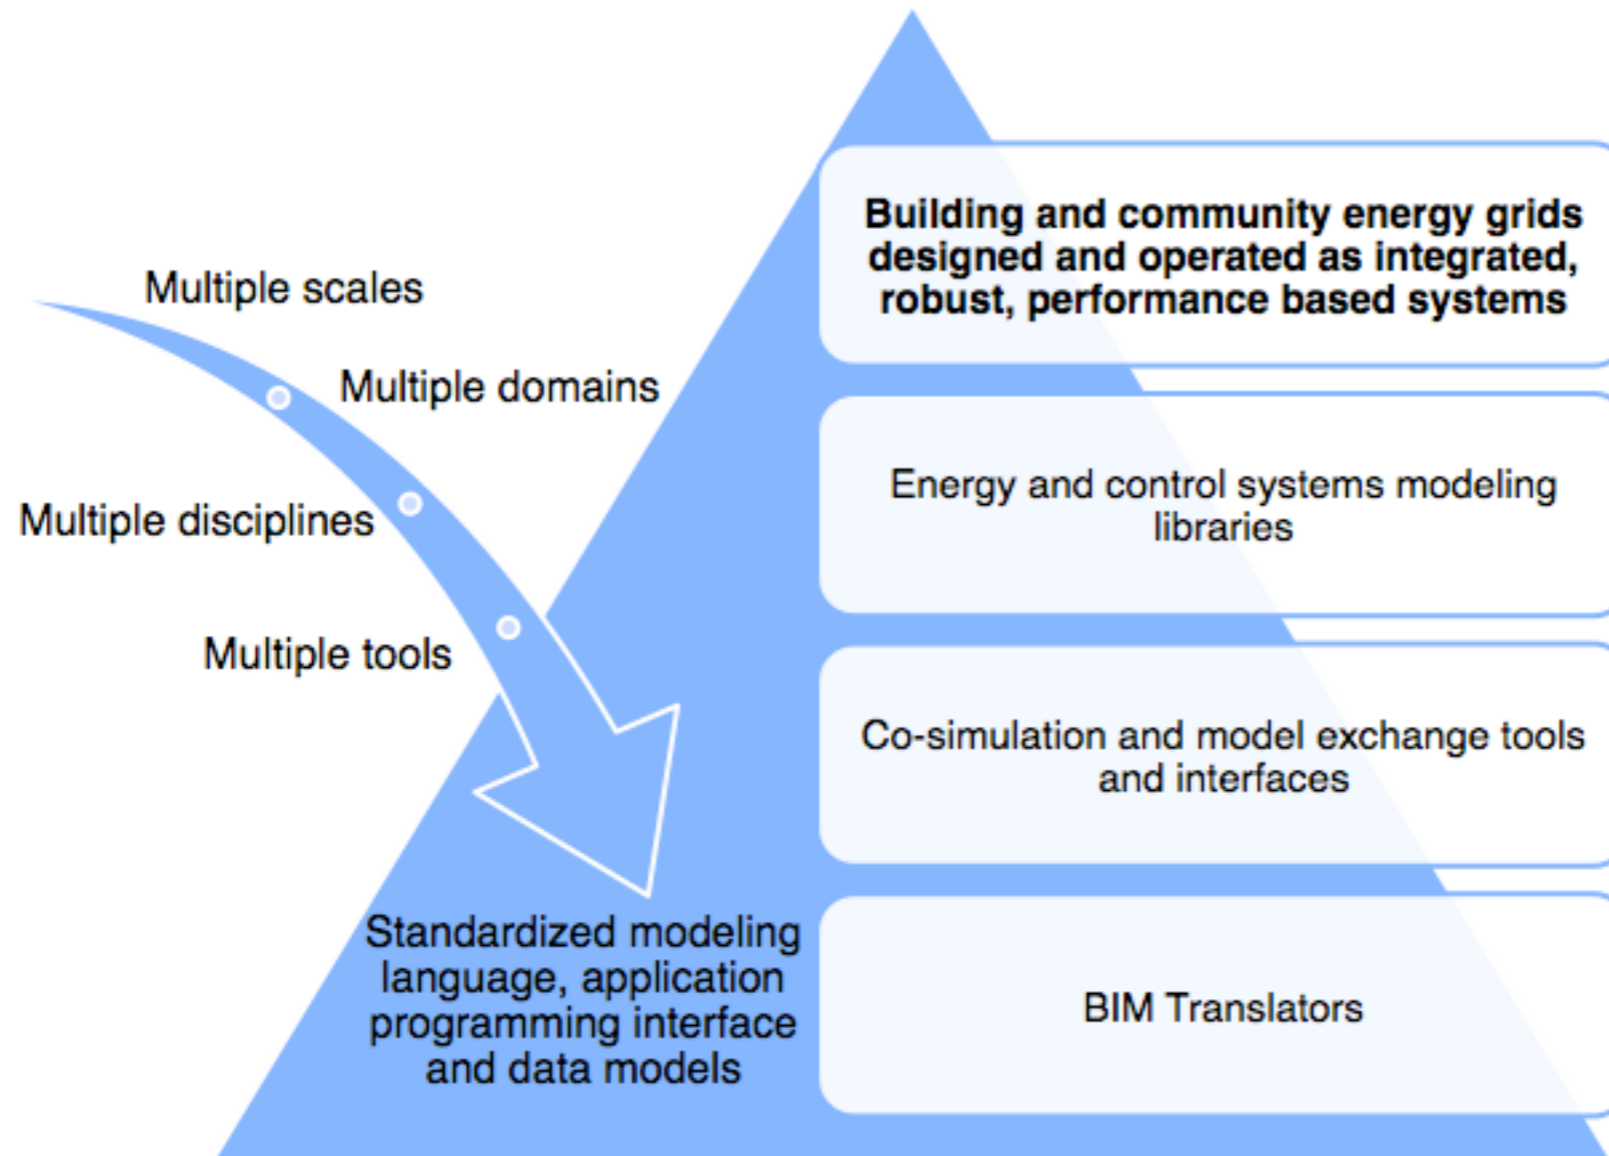 Multiple scales
Multiple domains
Multiple disciplines
Multiple tools
Standardized modeling
language, application
programming interface
and data models
Building and community energy grids
designed and operated as integrated,
robust, performance based systems
Energy and control systems modeling
libraries
Co-simulation and model exchange tools
and interfaces
BIM Translators